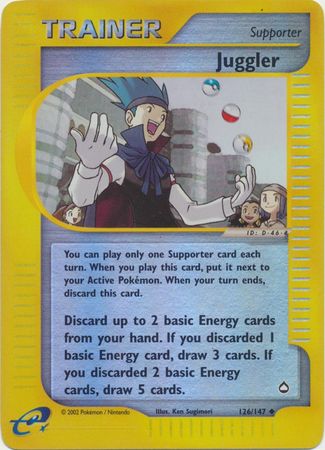 TRAINER
Supporter
Juggler
ID: D-46-4
You can play only one Supporter card each
turn. When you play this card, put it next to
your Active Pokémon. When your turn ends,
discard this card.
Discard up to 2 basic Energy cards
from your hand. If you discarded 1
basic Energy card, draw 3 cards. If
you discarded 2 basic Energy
cards, draw 5 cards.
e
© 2002 Pokémon / Nintendo
Illus. Ken Sugimori
126/147 ◆